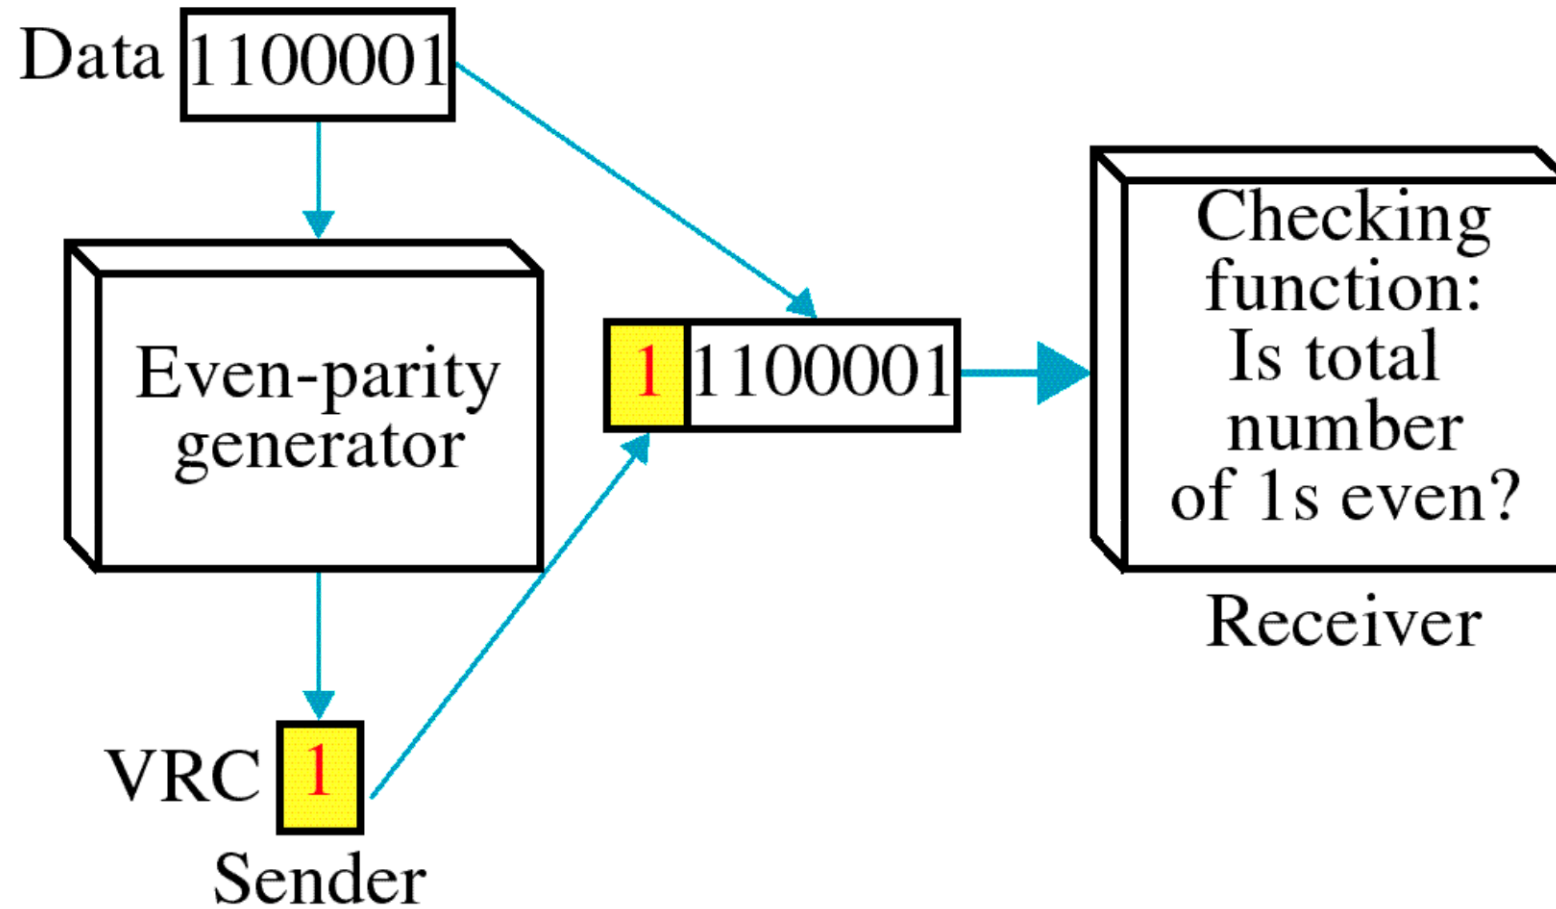 Data 1100001
Even-parity
generator
VRC 1
Sender
1 1100001
Checking
function:
Is total
number
of 1s even?
Receiver